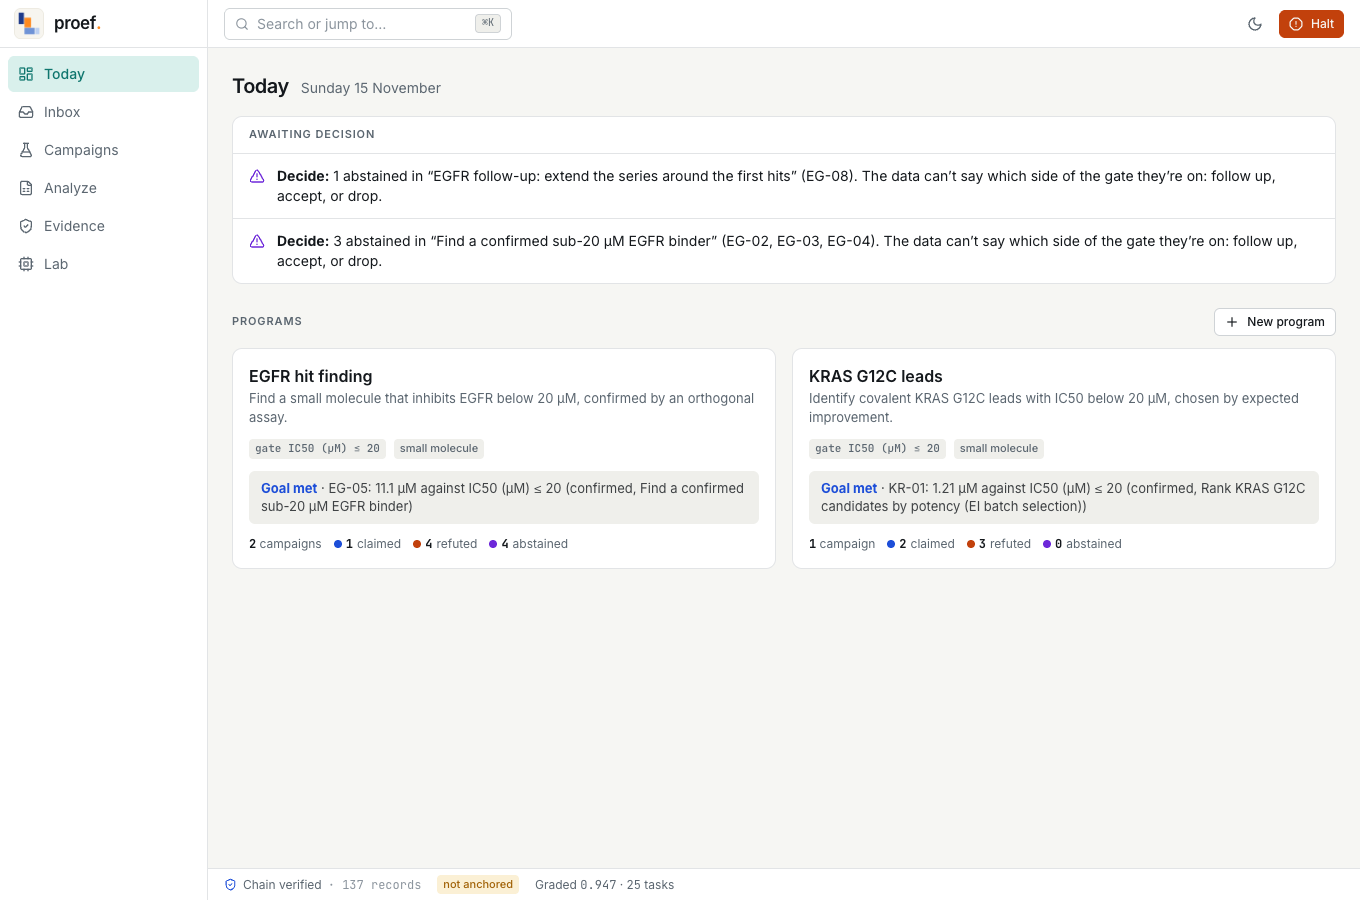 proef.
Search or jump to...
⌘K
Halt
Today
Inbox
Campaigns
Analyze
Evidence
Lab
Today Sunday 15 November
AWAITING DECISION
Decide: 1 abstained in “EGFR follow-up: extend the series around the first hits” (EG-08). The data can’t say which side of the gate they’re on: follow up,
accept, or drop.
Decide: 3 abstained in “Find a confirmed sub-20 µM EGFR binder” (EG-02, EG-03, EG-04). The data can’t say which side of the gate they’re on: follow up,
accept, or drop.
PROGRAMS
New program
EGFR hit finding
Find a small molecule that inhibits EGFR below 20 µM, confirmed by an orthogonal
assay.
gate IC50 (µM) ≤ 20 small molecule
Goal met · EG-05: 11.1 µM against IC50 (µM) ≤ 20 (confirmed, Find a confirmed
sub-20 µM EGFR binder)
2 campaigns 1 claimed 4 refuted 4 abstained
KRAS G12C leads
Identify covalent KRAS G12C leads with IC50 below 20 µM, chosen by expected
improvement.
gate IC50 (µM) ≤ 20 small molecule
Goal met · KR-01: 1.21 µM against IC50 (µM) ≤ 20 (confirmed, Rank KRAS G12C
candidates by potency (EI batch selection))
1 campaign 2 claimed 3 refuted 0 abstained
Chain verified · 137 records not anchored Graded 0.947 · 25 tasks